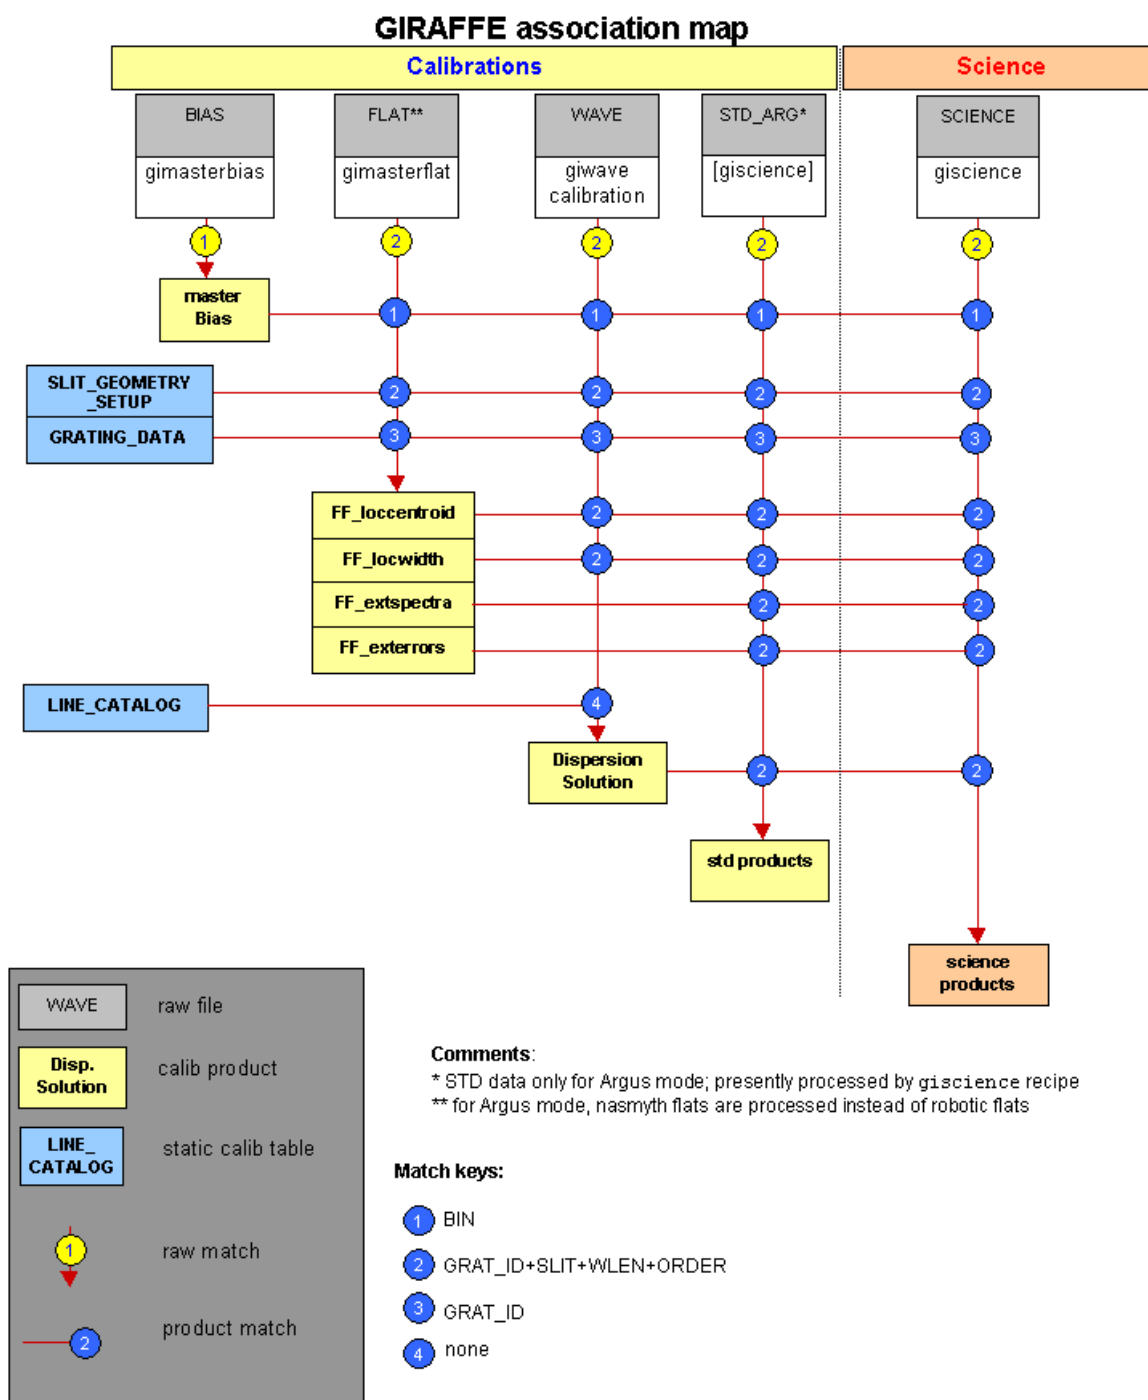 GIRAFFE association map
Calibrations
Science
BIAS
FLAT**
WAVE
STD_ARG*
SCIENCE
gimasterbias
gimasterflat
giwave
calibration
[giscience]
giscience
1
2
2
2
2
master
Bias
1
1
1
1
SLIT_GEOMETRY
_SETUP
2
2
2
2
GRATING_DATA
3
3
3
3
FF_loccentroid
2
2
2
FF_locwidth
2
2
2
FF_extspectra
2
2
FF_exterrors
2
2
LINE_CATALOG
4
Dispersion
Solution
2
2
std products
science
products
WAVE
raw file
Disp.
Solution
calib product
LINE_
CATALOG
static calib table
1
raw match
2
product match
Comments:
* STD data only for Argus mode; presently processed by giscience recipe
** for Argus mode, nasmyth flats are processed instead of robotic flats
Match keys:
1 BIN
2 GRAT_ID+SLIT+WLEN+ORDER
3 GRAT_ID
4 none